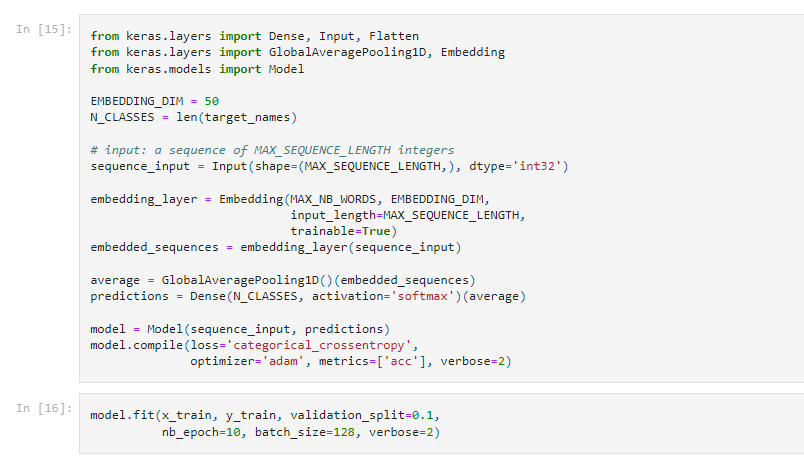 In [15]:
from keras.layers import Dense, Input, Flatten
from keras.layers import GlobalAveragePooling1D, Embedding
from keras.models import Model
EMBEDDING_DIM = 50
N_CLASSES = len(target_names)
# input: a sequence of MAX_SEQUENCE_LENGTH integers
sequence_input = Input(shape=(MAX_SEQUENCE_LENGTH,), dtype='int32')
embedding_layer = Embedding(MAX_NB_WORDS, EMBEDDING_DIM,
input_length=MAX_SEQUENCE_LENGTH,
trainable=True)
embedded_sequences = embedding_layer(sequence_input)
average = GlobalAveragePooling1D()(embedded_sequences)
predictions = Dense(N_CLASSES, activation='softmax')(average)
model = Model(sequence_input, predictions)
model.compile(loss='categorical_crossentropy',
optimizer='adam', metrics=['acc'], verbose=2)
In [16]:
model.fit(x_train, y_train, validation_split=0.1,
nb_epoch=10, batch_size=128, verbose=2)